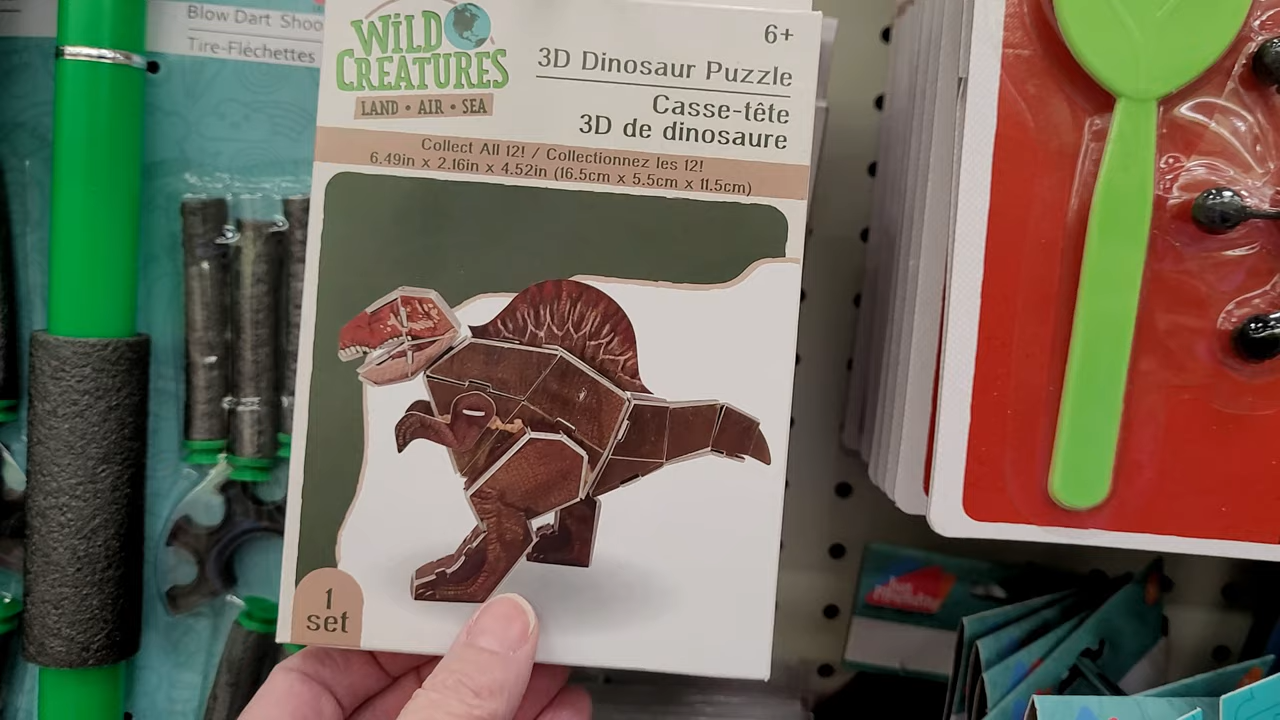 Blow Dart Shoo
Tire-Fléchettes
WiLD
CREATURES
LAND • AIR • SEA
6+
3D Dinosaur Puzzle
Casse-tête
3D de dinosaure
Collect All 12! / Collectionnez les 12!
6.49in x 2.16in x 4.52in (16.5cm x 5.5cm x 11.5cm)
1
set